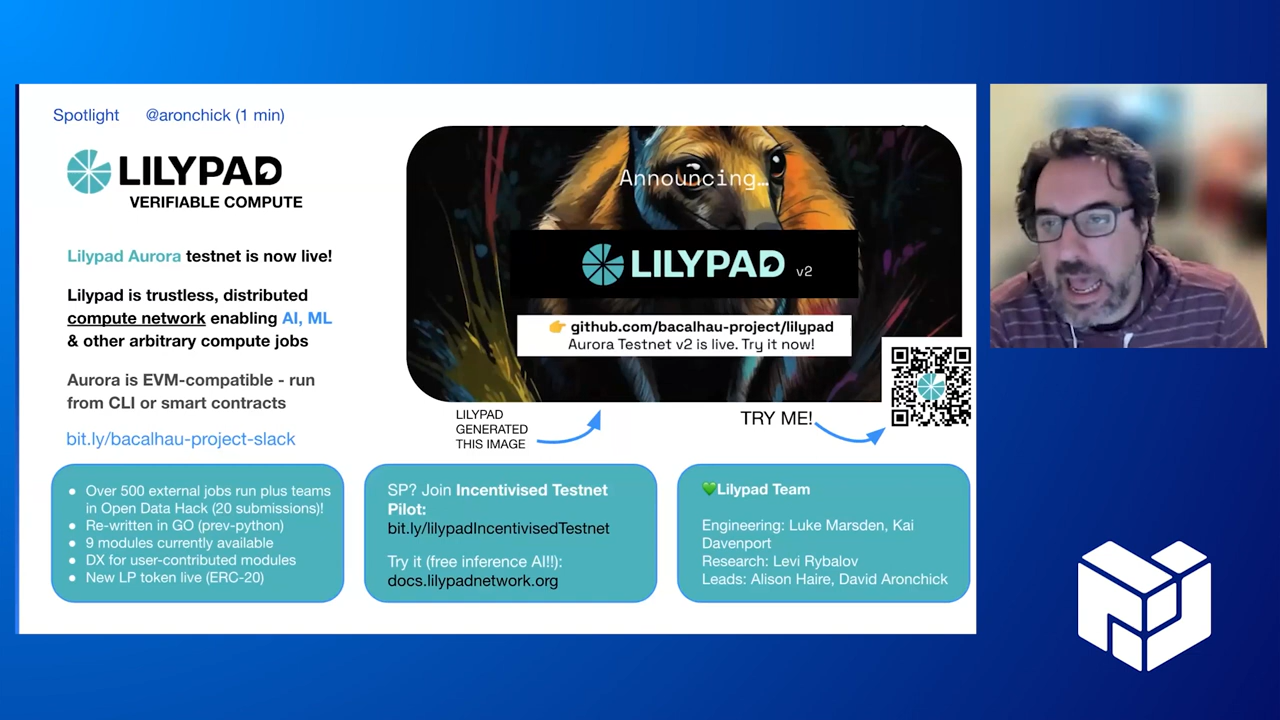 Spotlight @aronchick (1 min)
LILYPAD
VERIFIABLE COMPUTE
Lilypad Aurora testnet is now live!
Lilypad is trustless, distributed
compute network enabling AI, ML
& other arbitrary compute jobs
Aurora is EVM-compatible - run
from CLI or smart contracts
bit.ly/bacalhau-project-slack
Announcing...
LILYPAD v2
👉 github.com/bacalhau-project/lilypad
Aurora Testnet v2 is live. Try it now!
LILYPAD
GENERATED
THIS IMAGE
TRY ME!
● Over 500 external jobs run plus teams
in Open Data Hack (20 submissions)!
● Re-written in GO (prev-python)
● 9 modules currently available
● DX for user-contributed modules
● New LP token live (ERC-20)
SP? Join Incentivised Testnet
Pilot:
bit.ly/lilypadIncentivisedTestnet
Try it (free inference AI!!):
docs.lilypadnetwork.org
💚Lilypad Team
Engineering: Luke Marsden, Kai
Davenport
Research: Levi Rybalov
Leads: Alison Haire, David Aronchick